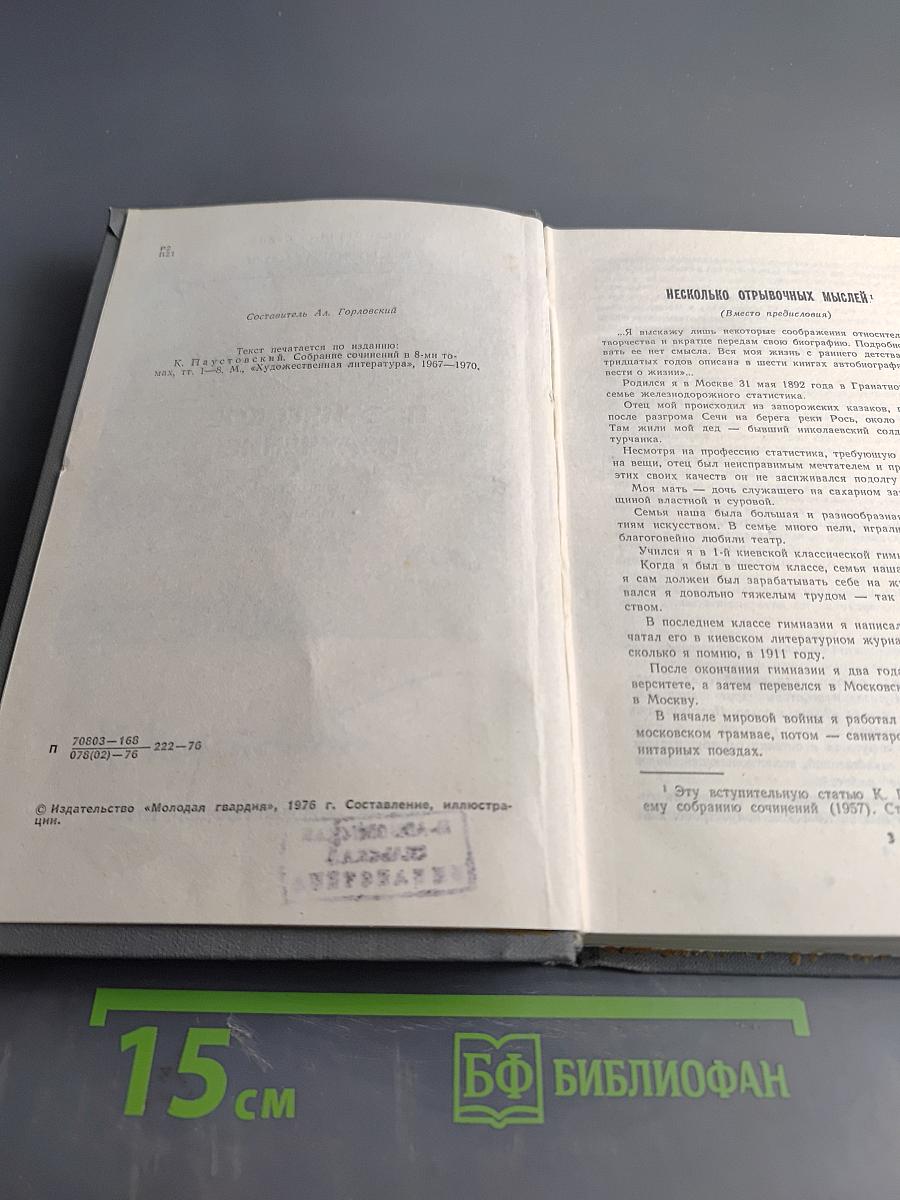 Р2
П21
Составитель Ал. Горловский
Текст печатается по изданию:
К. Паустовский. Собрание сочинений в 8-ми то-
мах, тт. 1—8. М., «Художественная литература», 1967—1970.
П 70803—168
078(02)—76 222—76
© Издательство «Молодая гвардия», 1976 г. Составление, иллюстра-
ции.
НЕСКОЛЬКО ОТРЫВОЧНЫХ МЫСЛЕЙ¹
(Вместо предисловия)
...Я выскажу лишь некоторые соображения относител
творчества и вкратце передам свою биографию. Подробно
вать ее нет смысла. Вся моя жизнь с раннего детства
тридцатых годов описана в шести книгах автобиограф
вести о жизни»...
Родился я в Москве 31 мая 1892 года в Гранатно
семье железнодорожного статистика.
Отец мой происходил из запорожских казаков,
после разгрома Сечи на берега реки Рось, около
Там жили мой дед — бывший николаевский солд
турчанка.
Несмотря на профессию статистика, требующую
на вещи, отец был неисправимым мечтателем и пр
этих своих качеств он не засиживался подолгу
Моя мать — дочь служащего на сахарном за
щиной властной и суровой.
Семья наша была большая и разнообразна
тиям искусством. В семье много пели, играли
благоговейно любили театр.
Учился я в 1-й киевской классической гим
Когда я был в шестом классе, семья наша
я сам должен был зарабатывать себе на ж
вался я довольно тяжелым трудом — так
ством.
В последнем классе гимназии я написал
чатал его в киевском литературном журна
сколько я помню, в 1911 году.
После окончания гимназии я два года
верситете, а затем перевелся в Московск
в Москву.
В начале мировой войны я работал
московском трамвае, потом — санитаро
нитарных поездах.
¹ Эту вступительную статью К. П
ему собранию сочинений (1957). Ст
3
15 см
БФ БИБЛИОФАН